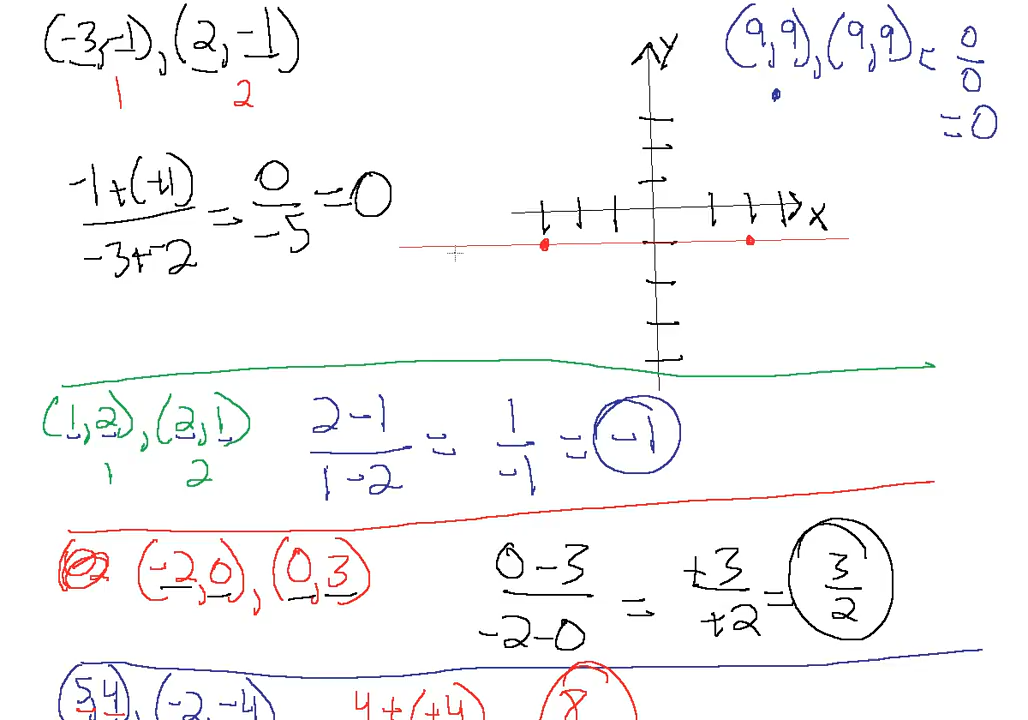 (-3,-1), (2,-1)
1 2
-1+(+1) / -3+-2 = 0/-5 = 0
Y
X
(9,9), (9,9) = 0/0
= 0
(1,2), (2,1)
1 2
2-1 / 1-2 = 1/-1 = -1
(-2,0), (0,3)
0-3 / -2-0 = +3/+2 = 3/2
(5,4), (-2,-4)
4+(+4)
8